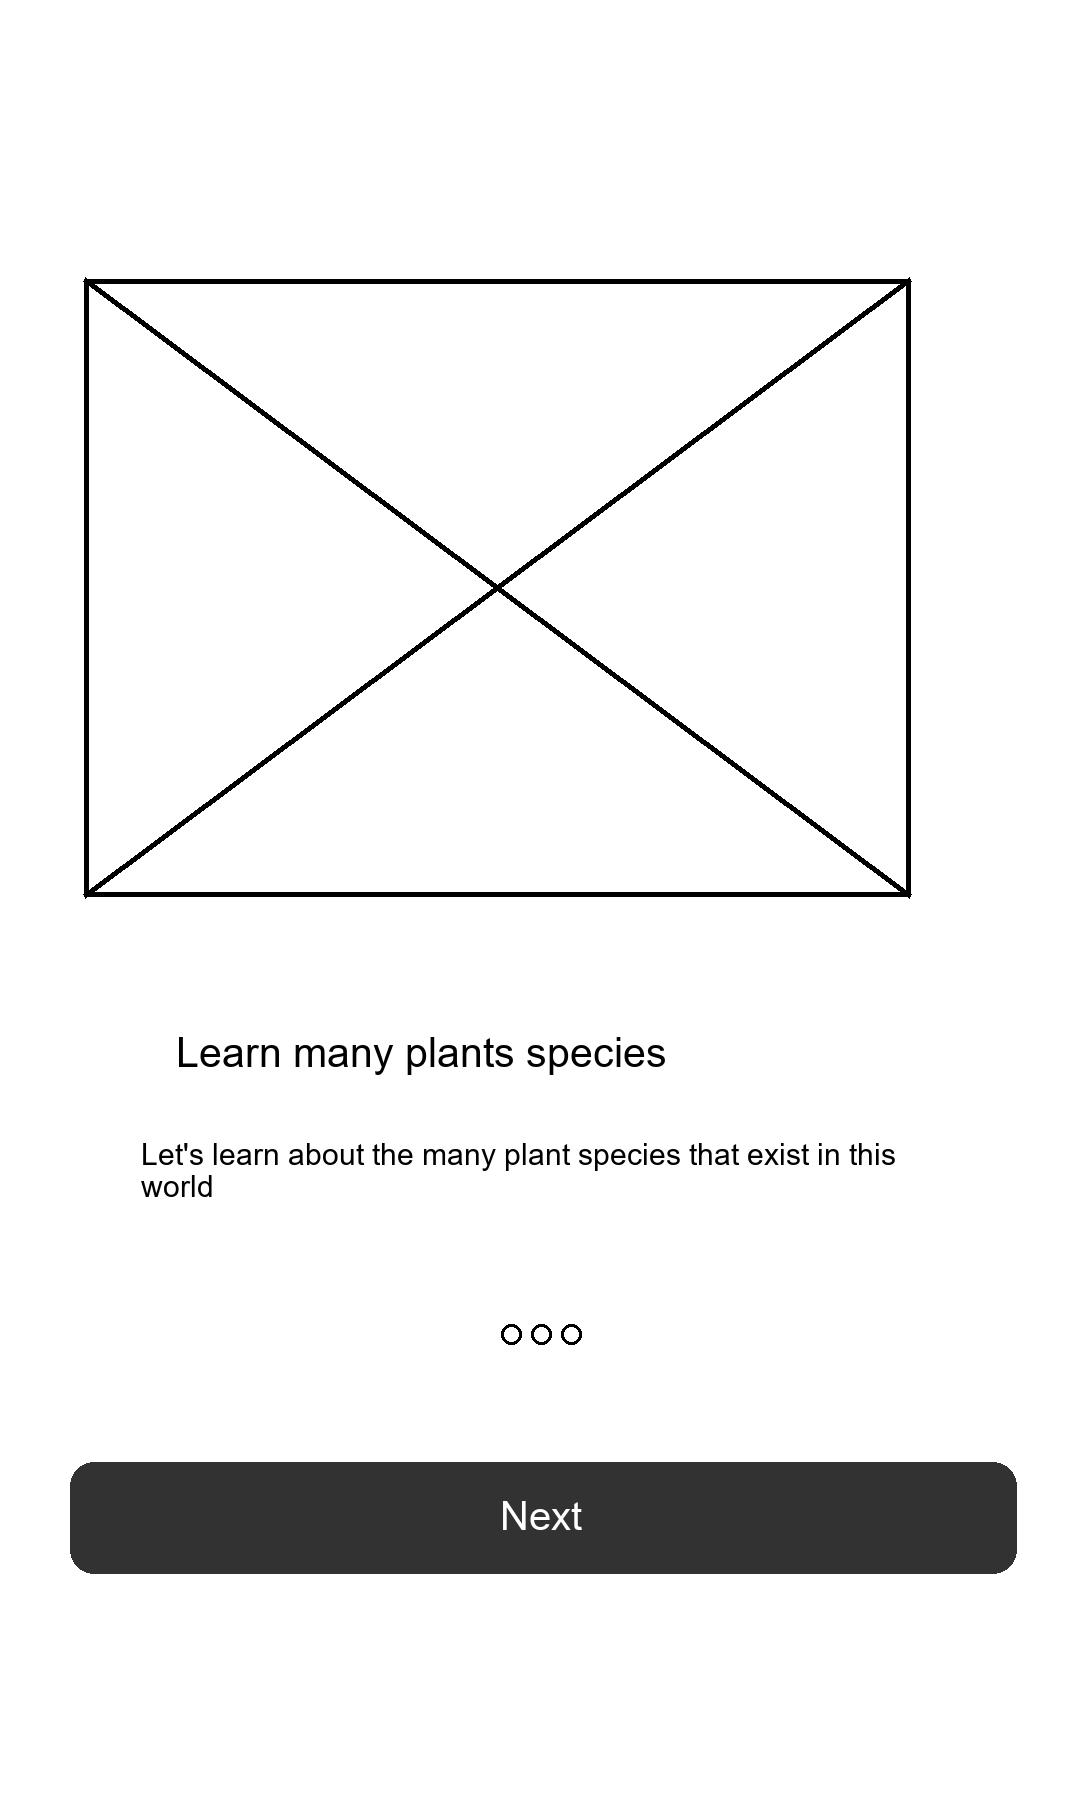 Learn many plants species
Let's learn about the many plant species that exist in this
world
Next